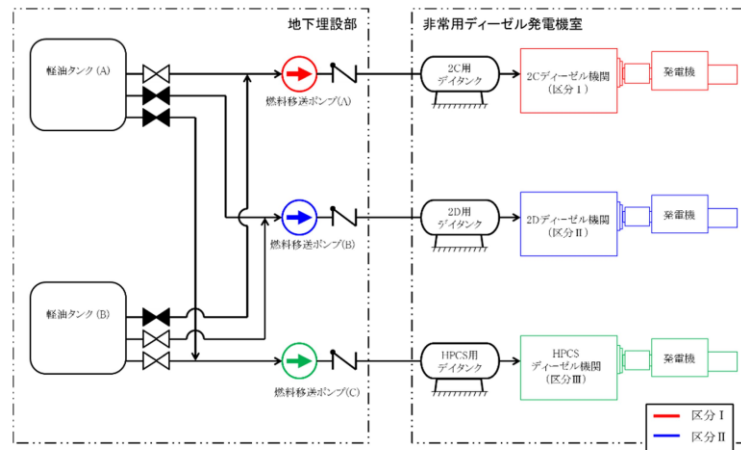 地下埋設部
非常用ディーゼル発電機室
軽油タンク(A)
燃料移送ポンプ(A)
2C用
デイタンク
2Cディーゼル機関
(区分Ⅰ)
発電機
燃料移送ポンプ(B)
2D用
デイタンク
2Dディーゼル機関
(区分Ⅱ)
発電機
軽油タンク(B)
燃料移送ポンプ(C)
HPCS用
デイタンク
HPCS
ディーゼル機関
(区分Ⅲ)
発電機
区分Ⅰ
区分Ⅱ